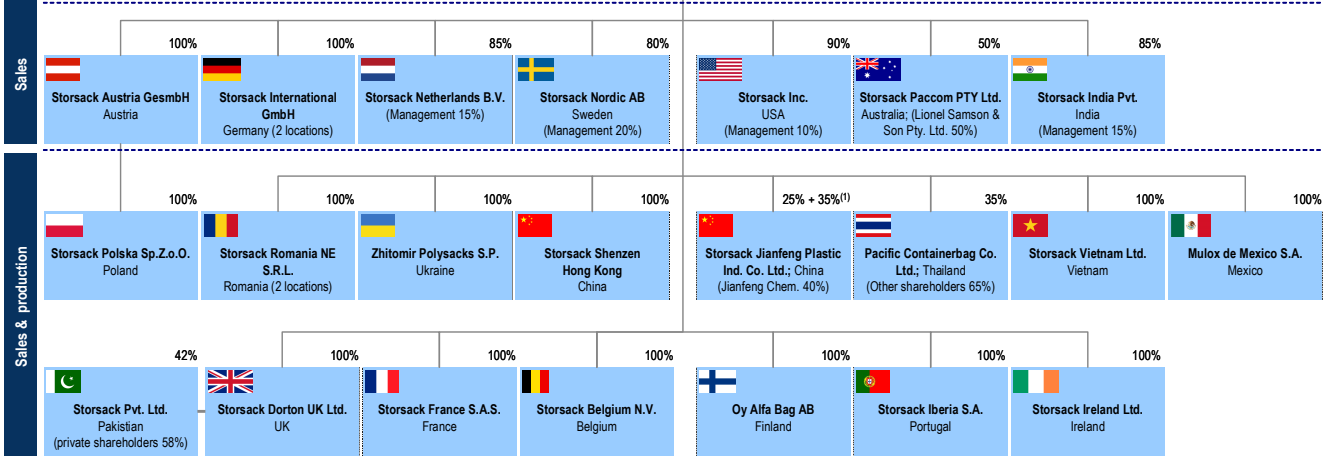 Sales
100%
100%
85%
80%
90%
50%
85%
Storsack Austria GesmbH
Austria
Storsack International
GmbH
Germany (2 locations)
Storsack Netherlands B.V.
(Management 15%)
Storsack Nordic AB
Sweden
(Management 20%)
Storsack Inc.
USA
(Management 10%)
Storsack Paccom PTY Ltd.
Australia; (Lionel Samson &
Son Pty. Ltd. 50%)
Storsack India Pvt.
India
(Management 15%)
Sales & production
100%
100%
100%
100%
25% + 35%(1)
35%
100%
100%
Storsack Polska Sp.Z.o.O.
Poland
Storsack Romania NE
S.R.L.
Romania (2 locations)
Zhitomir Polysacks S.P.
Ukraine
Storsack Shenzen
Hong Kong
China
Storsack Jianfeng Plastic
Ind. Co. Ltd.; China
(Jianfeng Chem. 40%)
Pacific Containerbag Co.
Ltd.; Thailand
(Other shareholders 65%)
Storsack Vietnam Ltd.
Vietnam
Mulox de Mexico S.A.
Mexico
42%
100%
100%
100%
100%
100%
100%
Storsack Pvt. Ltd.
Pakistian
(private shareholders 58%)
Storsack Dorton UK Ltd.
UK
Storsack France S.A.S.
France
Storsack Belgium N.V.
Belgium
Oy Alfa Bag AB
Finland
Storsack Iberia S.A.
Portugal
Storsack Ireland Ltd.
Ireland